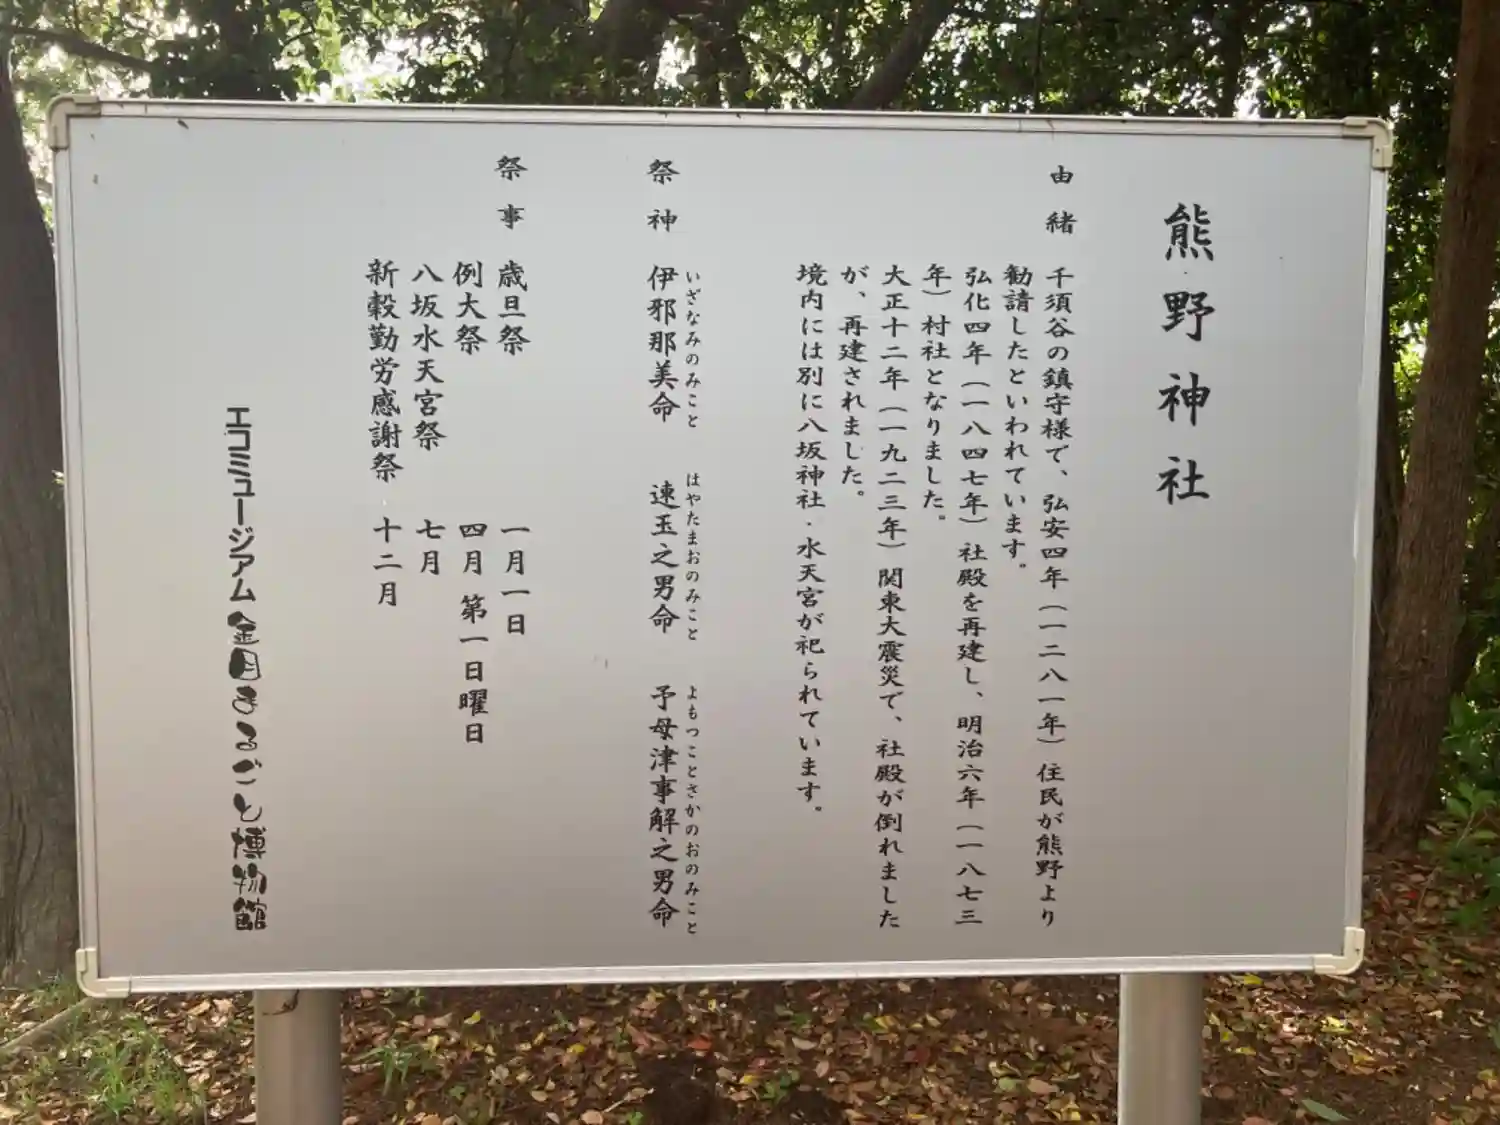 熊野神社
由緒
千須谷の鎮守様で、弘安四年(一二八一年)住民が熊野より
勧請したといわれています。
弘化四年(一八四七年)社殿を再建し、明治六年(一八七三
年)村社となりました。
大正十二年(一九二三年)関東大震災で、社殿が倒れました
が、再建されました。
境内には別に八坂神社・水天宮が祀られています。
祭神
いざなみのみこと はやたまおのみこと よもつことさかのおのみこと
伊邪那美命 速玉之男命 予母津事解之男命
祭事
歳旦祭 一月一日
例大祭 四月 第一日曜日
八坂水天宮祭 七月
新穀勤労感謝祭 十二月
エコミュージアム金目まるごと博物館